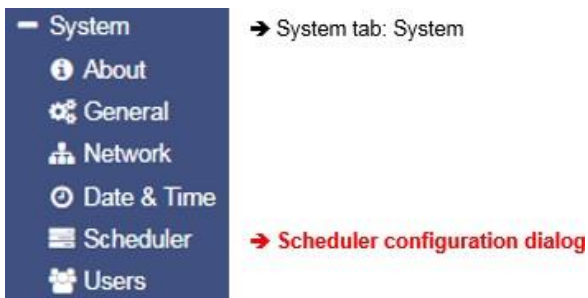 System ➔ System tab: System
About
General
Network
Date & Time
Scheduler ➔ Scheduler configuration dialog
Users